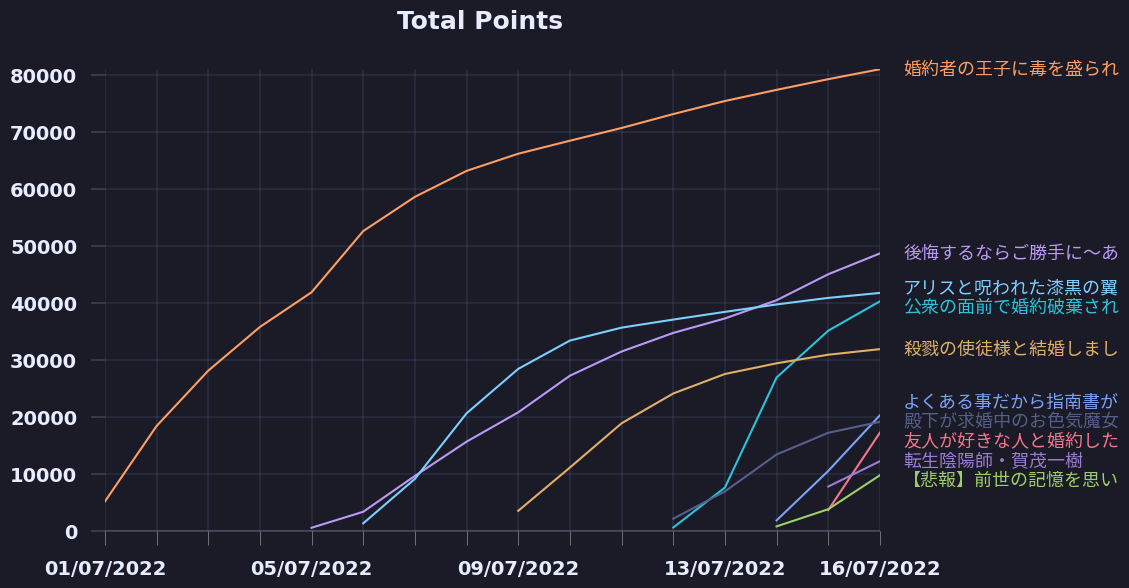 Total Points
80000
70000
60000
50000
40000
30000
20000
10000
0
01/07/2022
05/07/2022
09/07/2022
13/07/2022
16/07/2022
婚約者の王子に毒を盛られ
後悔するならご勝手に～あ
アリスと呪われた漆黒の翼
公衆の面前で婚約破棄され
殺戮の使徒様と結婚しまし
よくある事だから指南書が
殿下が求婚中のお色気魔女
友人が好きな人と婚約した
転生陰陽師・賀茂一樹
【悲報】前世の記憶を思い